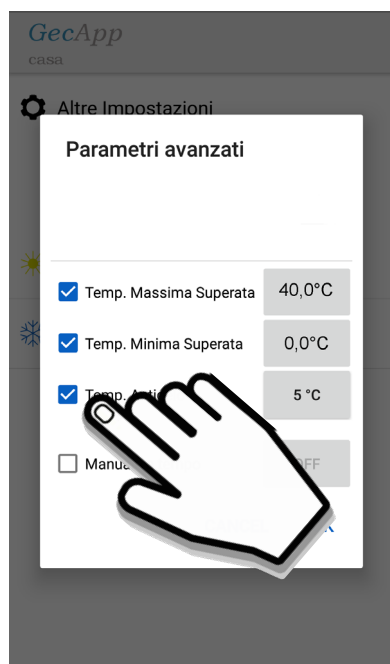 GecApp
casa
Altre Impostazioni
Parametri avanzati
Temp. Massima Superata 40,0°C
Temp. Minima Superata 0,0°C
Temp. 5 °C